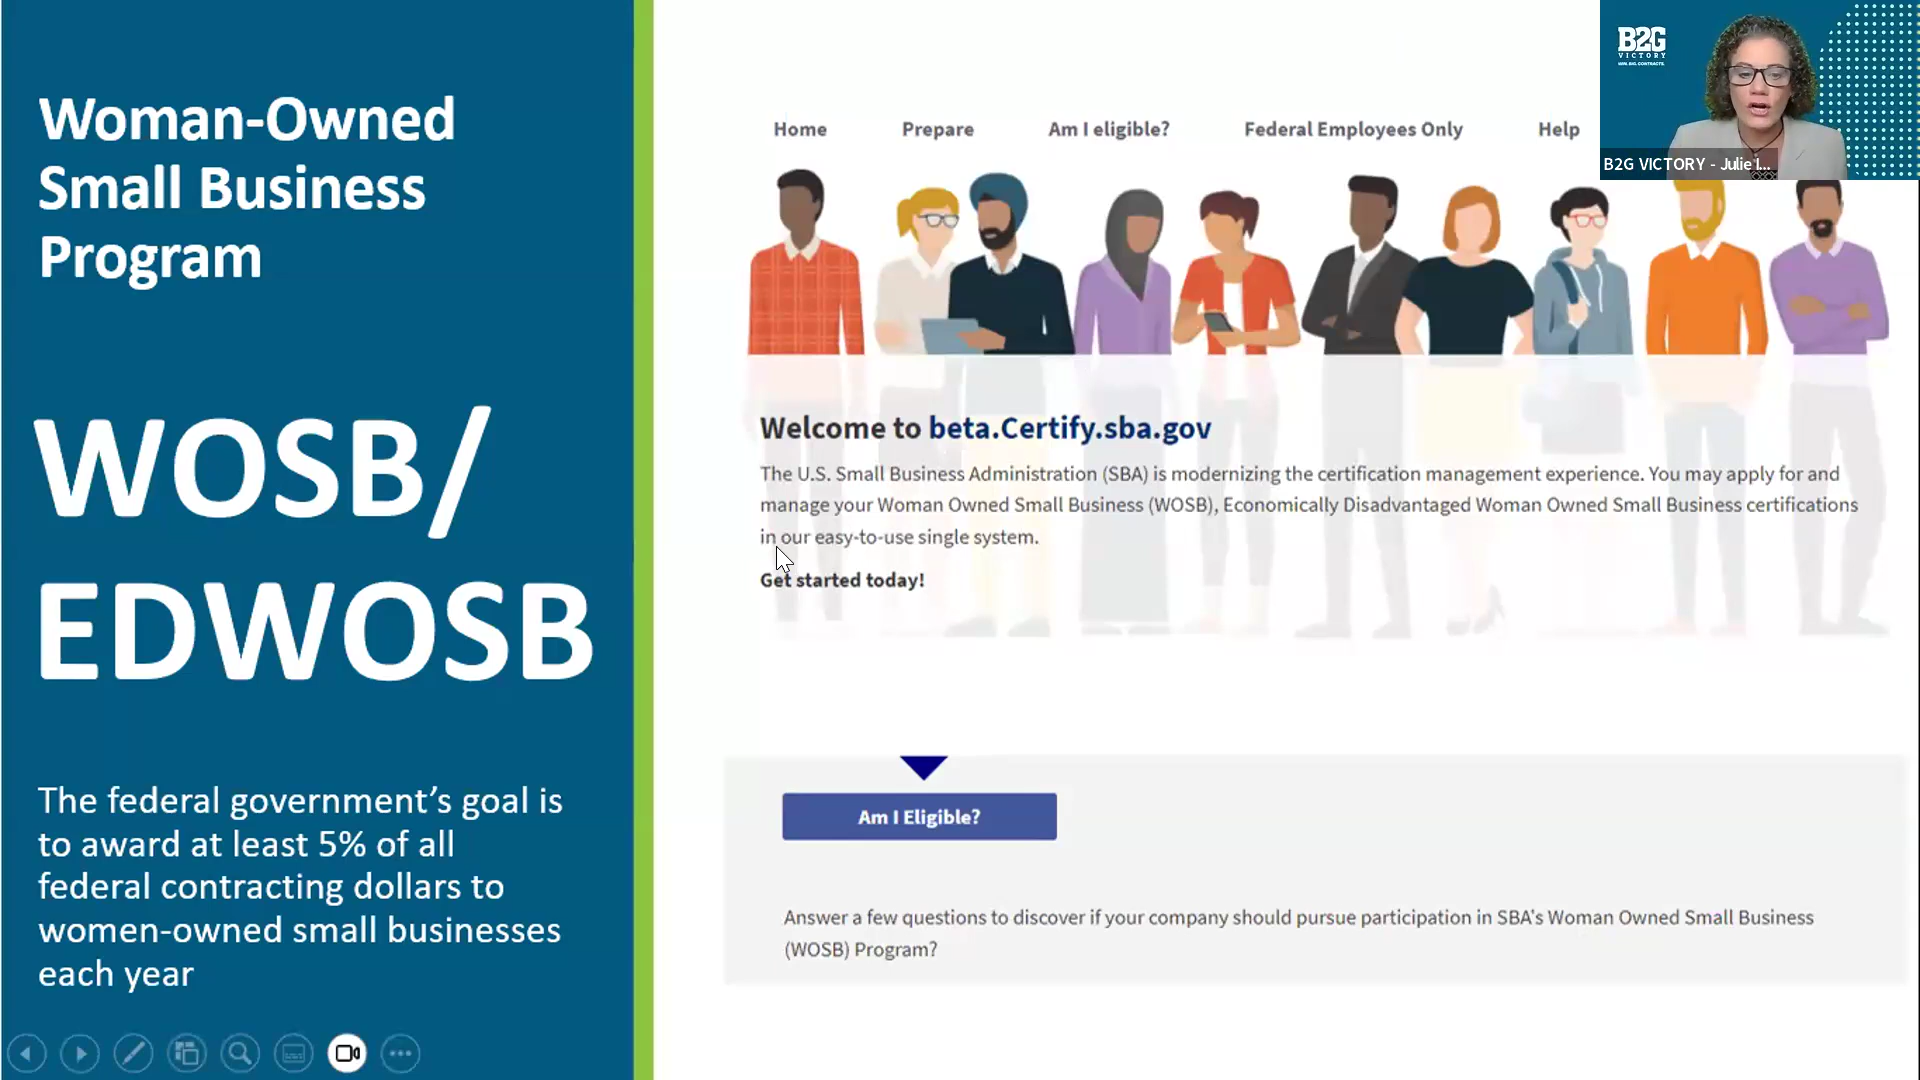 Woman-Owned
Small Business
Program
WOSB/
EDWOSB
The federal government’s goal is
to award at least 5% of all
federal contracting dollars to
women-owned small businesses
each year
Home Prepare Am I eligible? Federal Employees Only Help
Welcome to beta.Certify.sba.gov
The U.S. Small Business Administration (SBA) is modernizing the certification management experience. You may apply for and
manage your Woman Owned Small Business (WOSB), Economically Disadvantaged Woman Owned Small Business certifications
in our easy-to-use single system.
Get started today!
Am I Eligible?
Answer a few questions to discover if your company should pursue participation in SBA's Woman Owned Small Business
(WOSB) Program?
B2G
VICTORY
WIN. BIG. CONTRACTS.
B2G VICTORY - Julie I...